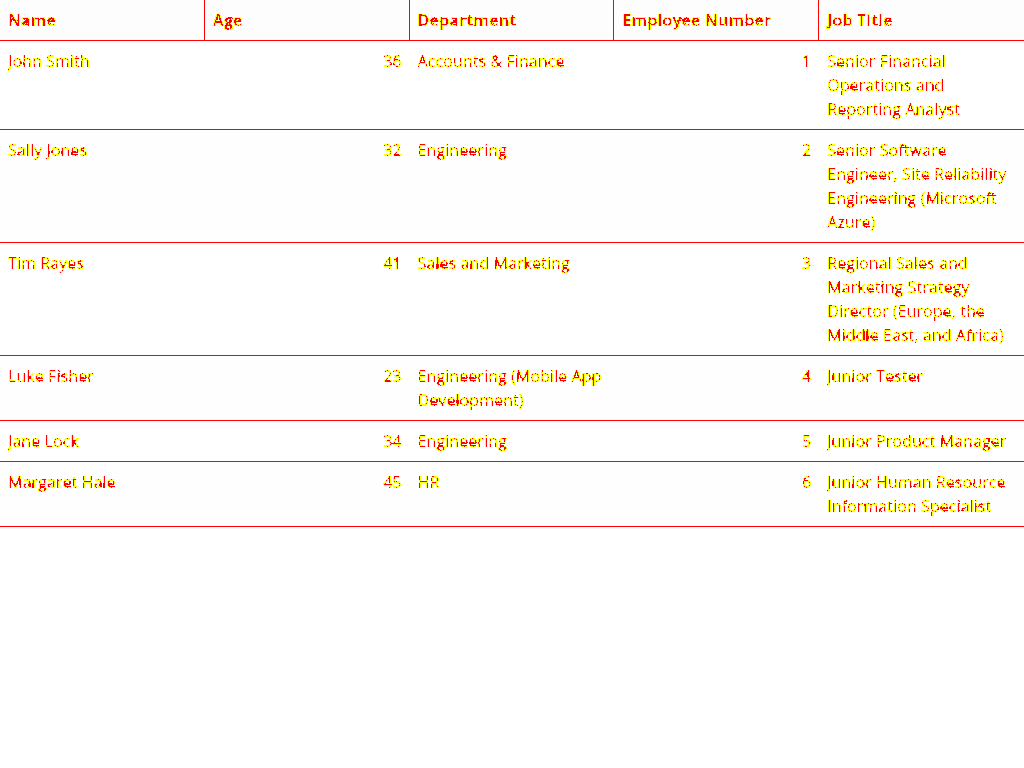 Name Age Department Employee Number Job Title
John Smith 36 Accounts & Finance 1 Senior Financial
Operations and
Reporting Analyst
Sally Jones 32 Engineering 2 Senior Software
Engineer, Site Reliability
Engineering (Microsoft
Azure)
Tim Rayes 41 Sales and Marketing 3 Regional Sales and
Marketing Strategy
Director (Europe, the
Middle East, and Africa)
Luke Fisher 23 Engineering (Mobile App 4 Junior Tester
Development)
Jane Lock 34 Engineering 5 Junior Product Manager
Margaret Hale 45 HR 6 Junior Human Resource
Information Specialist